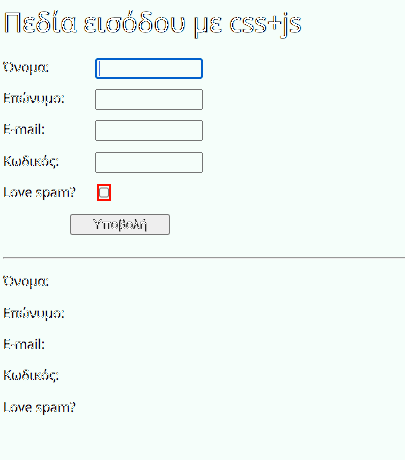 Πεδία εισόδου με css+js
Όνομα:
Επώνυμο:
E-mail:
Κωδικός:
Love spam?
Υποβολή
Όνομα:
Επώνυμο:
E-mail:
Κωδικός:
Love spam?